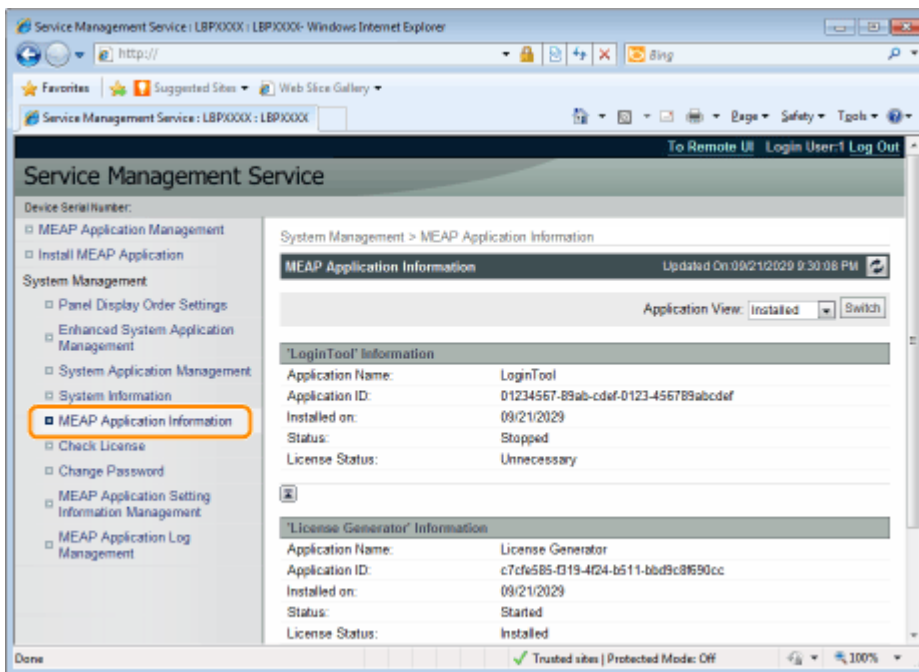 Service Management Service : LBPXXXX : LBPXXXX- Windows Internet Explorer
http://
Bing
Favorites
Suggested Sites
Web Slice Gallery
Service Management Service : LBPXXXX : LBPXXXX
Page
Safety
Tools
To Remote UI Login User:1 Log Out
Service Management Service
Device Serial Number:
MEAP Application Management
Install MEAP Application
System Management
Panel Display Order Settings
Enhanced System Application
Management
System Application Management
System Information
MEAP Application Information
Check License
Change Password
MEAP Application Setting
Information Management
MEAP Application Log
Management
System Management > MEAP Application Information
MEAP Application Information
Updated On:09/21/2029 9:30:08 PM
Application View: Installed Switch
'LoginTool' Information
Application Name: LoginTool
Application ID: 01234567-89ab-cdef-0123-456789abcdef
Installed on: 09/21/2029
Status: Stopped
License Status: Unnecessary
'License Generator' Information
Application Name: License Generator
Application ID: c7cfe585-f319-4f24-b511-bbd9c8f690cc
Installed on: 09/21/2029
Status: Started
License Status: Installed
Done
Trusted sites | Protected Mode: Off
100%